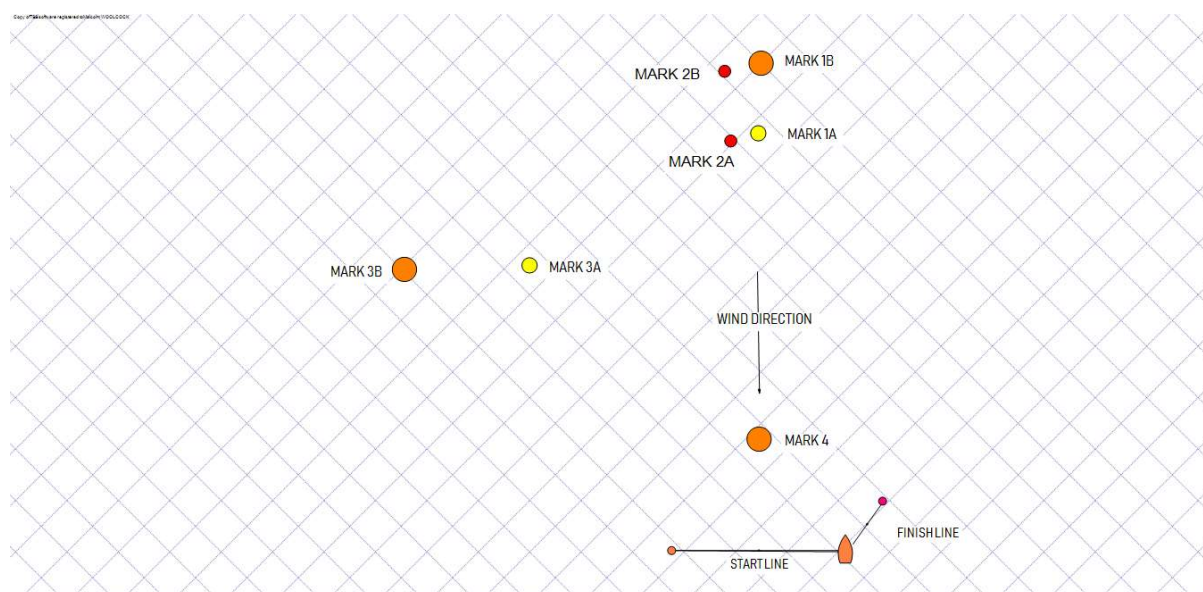 MARK 1B
MARK 2B
MARK 1A
MARK 2A
MARK 3B
MARK 3A
WIND DIRECTION
MARK 4
FINISH LINE
START LINE